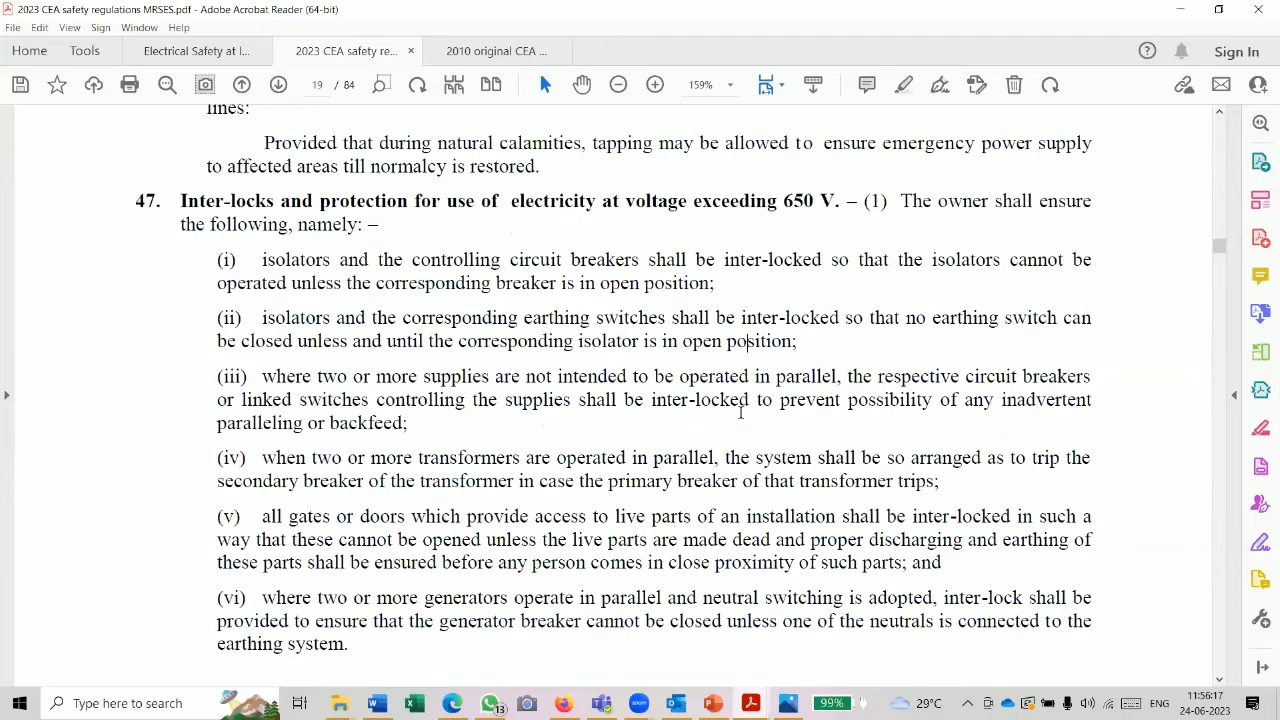 2023 CEA safety regulations MRSES.pdf - Adobe Acrobat Reader (64-bit)
File Edit View Sign Window Help
Home Tools Electrical Safety at I... 2023 CEA safety re... × 2010 original CEA ... Sign In
19 / 84 159%
lines:
Provided that during natural calamities, tapping may be allowed to ensure emergency power supply
to affected areas till normalcy is restored.
47. Inter-locks and protection for use of electricity at voltage exceeding 650 V. – (1) The owner shall ensure
the following, namely: –
(i) isolators and the controlling circuit breakers shall be inter-locked so that the isolators cannot be
operated unless the corresponding breaker is in open position;
(ii) isolators and the corresponding earthing switches shall be inter-locked so that no earthing switch can
be closed unless and until the corresponding isolator is in open position;
(iii) where two or more supplies are not intended to be operated in parallel, the respective circuit breakers
or linked switches controlling the supplies shall be inter-locked to prevent possibility of any inadvertent
paralleling or backfeed;
(iv) when two or more transformers are operated in parallel, the system shall be so arranged as to trip the
secondary breaker of the transformer in case the primary breaker of that transformer trips;
(v) all gates or doors which provide access to live parts of an installation shall be inter-locked in such a
way that these cannot be opened unless the live parts are made dead and proper discharging and earthing of
these parts shall be ensured before any person comes in close proximity of such parts; and
(vi) where two or more generators operate in parallel and neutral switching is adopted, inter-lock shall be
provided to ensure that the generator breaker cannot be closed unless one of the neutrals is connected to the
earthing system.
Type here to search 13 zoom 99% 29°C ENG 11:56:17
24-06-2023